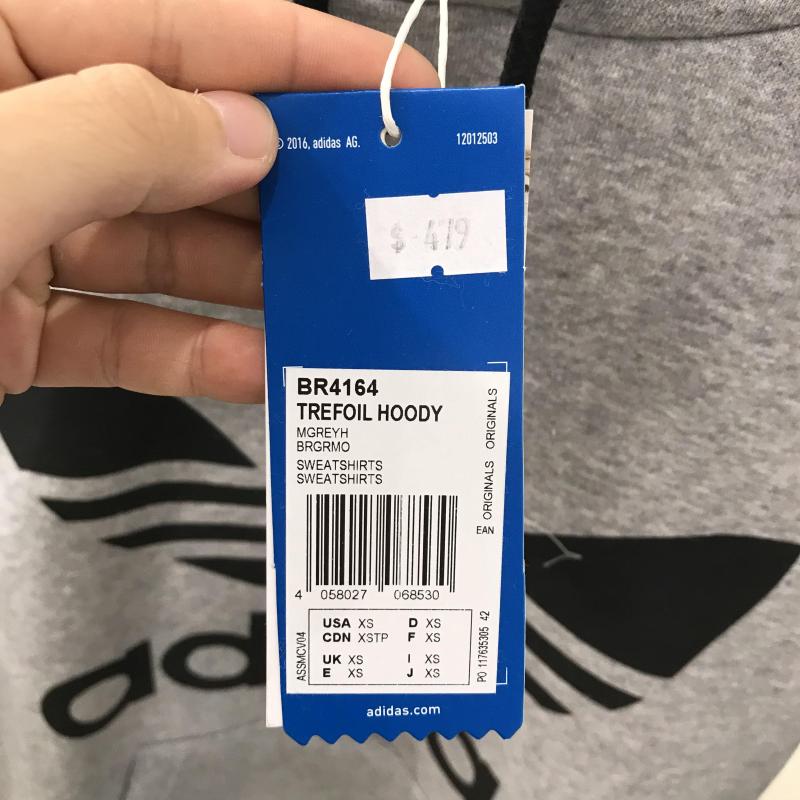 © 2016, adidas AG.
12012503
$ 479
BR4164
TREFOIL HOODY
MGREYH
BRGRMO
SWEATSHIRTS
SWEATSHIRTS
ORIGINALS
ORIGINALS
EAN
4 058027 068530
USA XS D XS
CDN XSTP F XS
UK XS I XS
E XS J XS
ASSMCV04
PO 117635305 42
adidas.com
ad